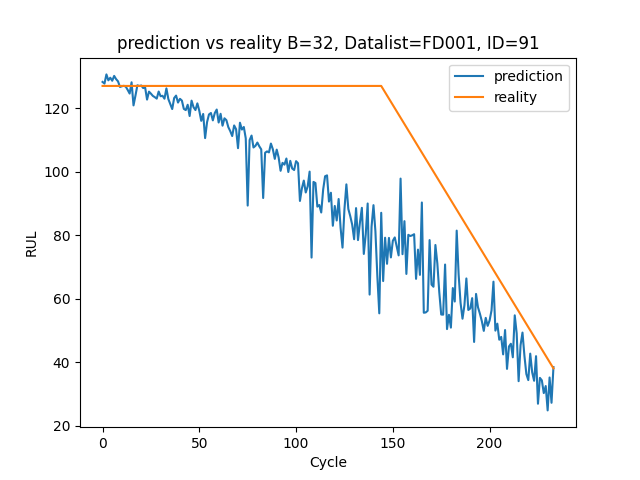 prediction vs reality B=32, Datalist=FD001, ID=91
prediction
reality
RUL
120
100
80
60
40
20
0 50 100 150 200
Cycle